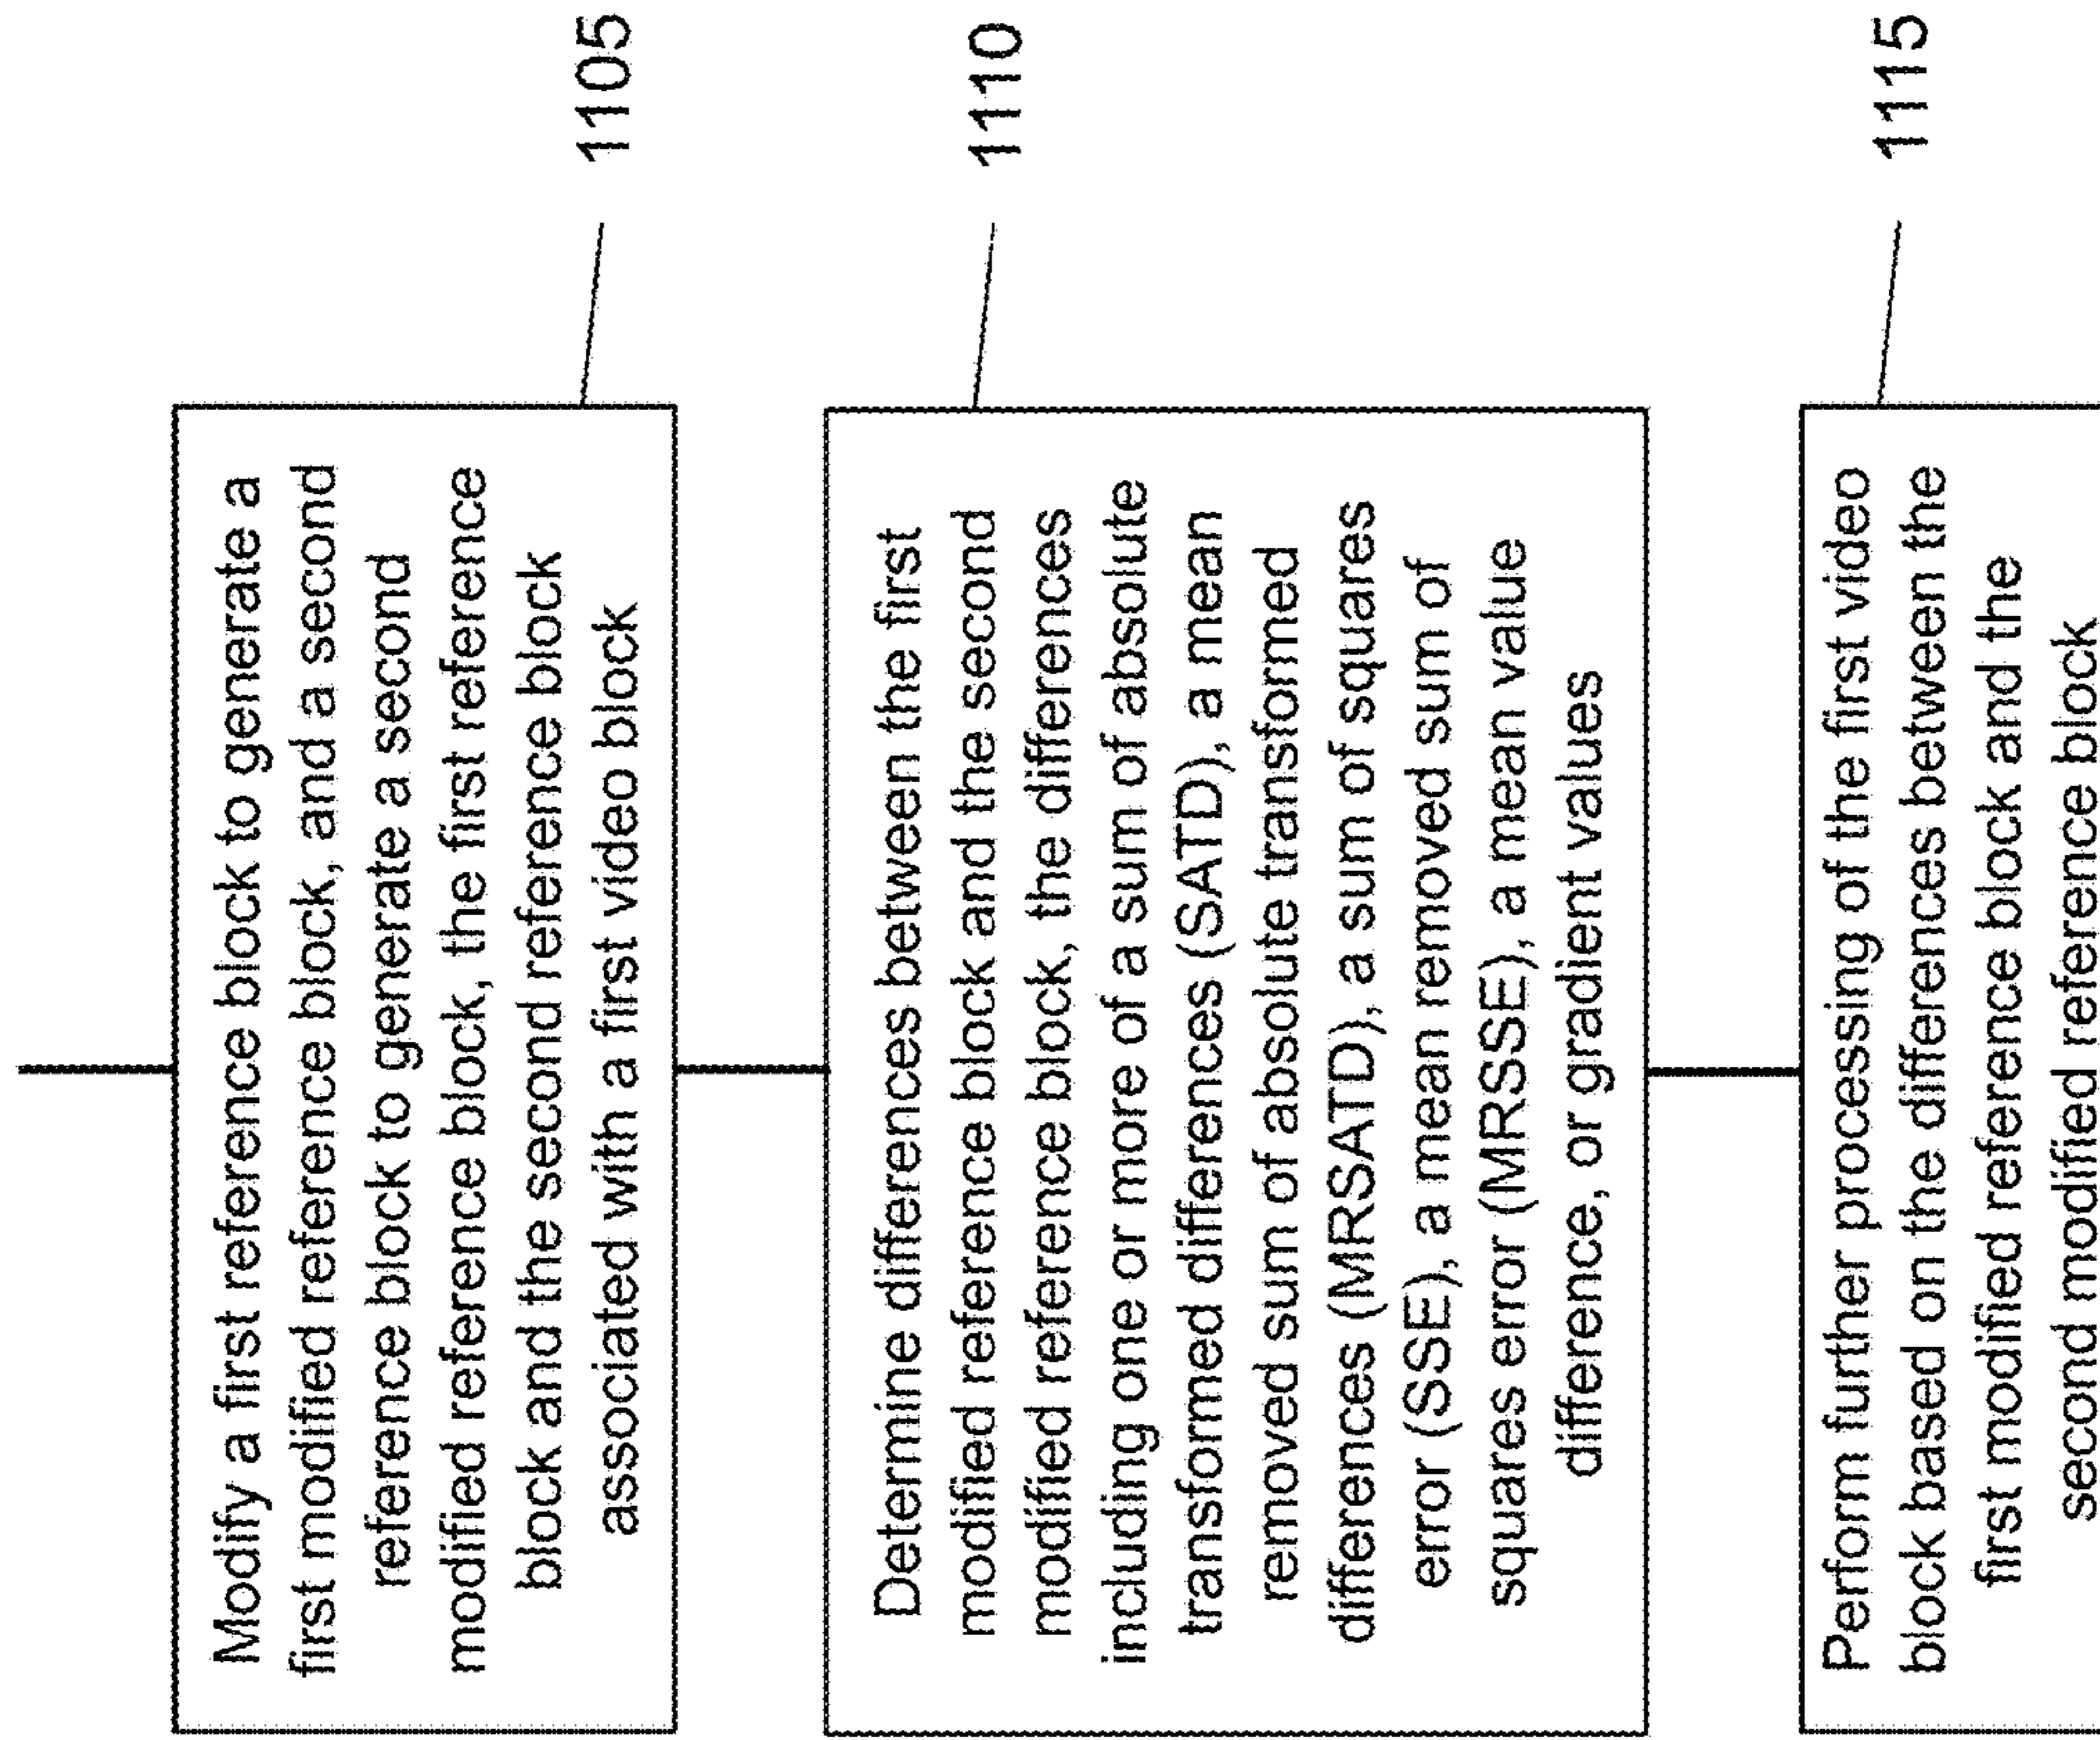 Modify a first reference block to generate a
first modified reference block, and a second
reference block to generate a second
modified reference block, the first reference
block and the second reference block
associated with a first video block
1105
Determine differences between the first
modified reference block and the second
modified reference block, the differences
including one or more of a sum of absolute
transformed differences (SATD), a mean
removed sum of absolute transformed
differences (MRSATD), a sum of squares
error (SSE), a mean removed sum of
squares error (MRSSE), a mean value
difference, or gradient values
1110
Perform further processing of the first video
block based on the differences between the
first modified reference block and the
second modified reference block
1115